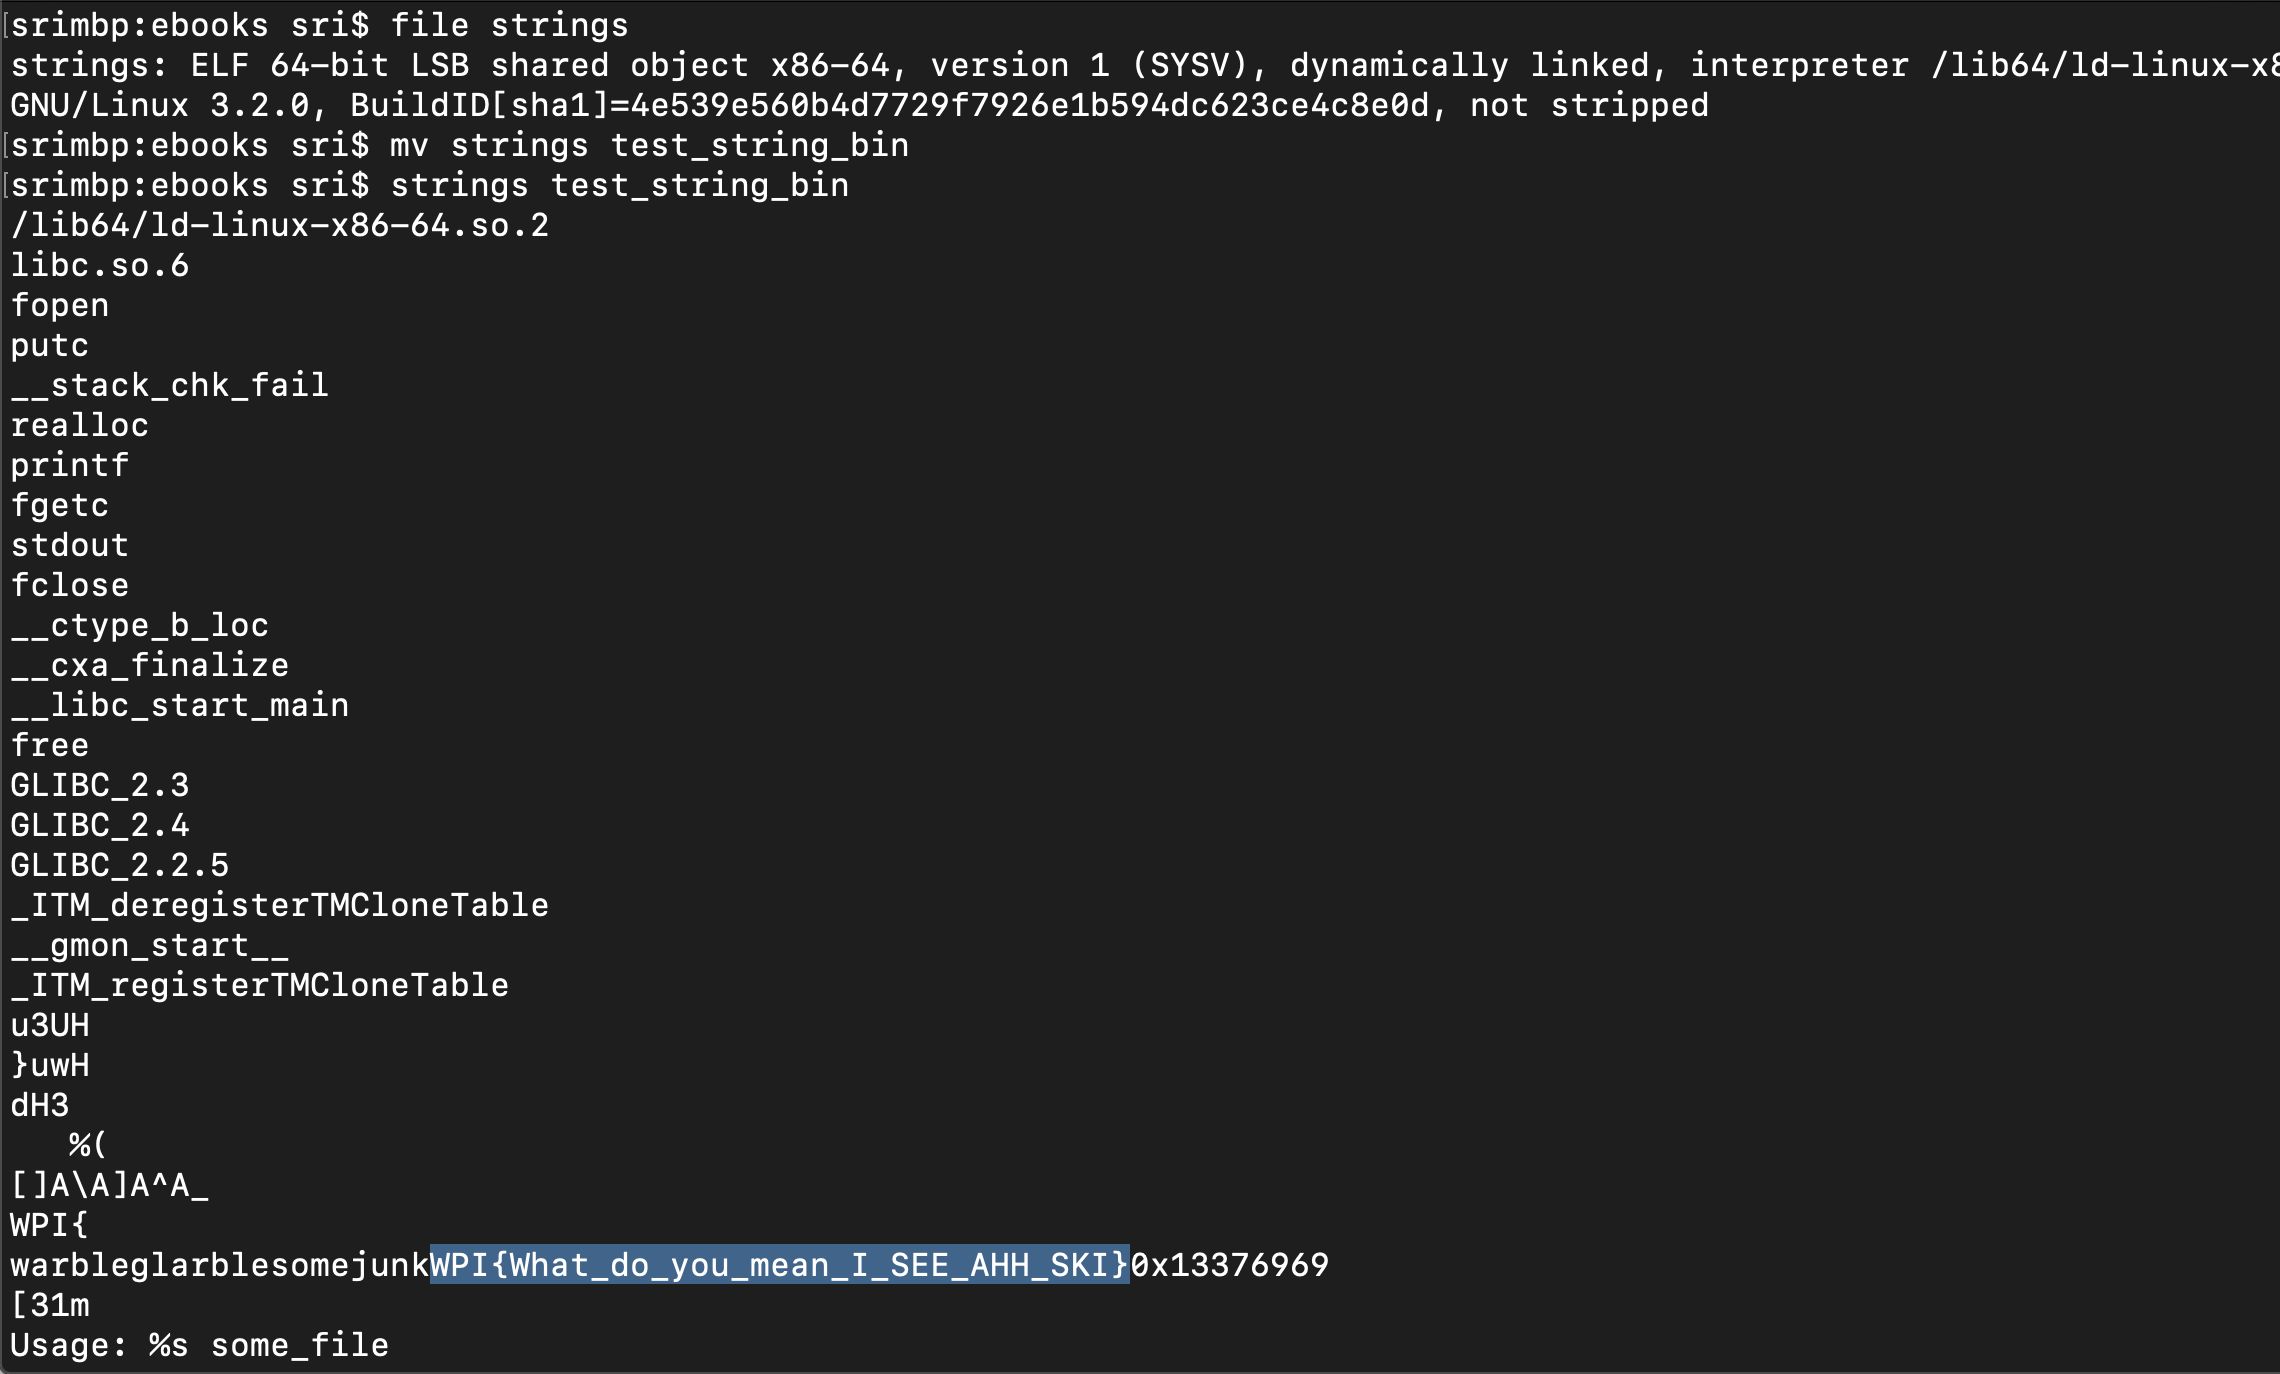 srimbp:ebooks sri$ file strings
strings: ELF 64-bit LSB shared object x86-64, version 1 (SYSV), dynamically linked, interpreter /lib64/ld-linux-x8
GNU/Linux 3.2.0, BuildID[sha1]=4e539e560b4d7729f7926e1b594dc623ce4c8e0d, not stripped
srimbp:ebooks sri$ mv strings test_string_bin
srimbp:ebooks sri$ strings test_string_bin
/lib64/ld-linux-x86-64.so.2
libc.so.6
fopen
putc
__stack_chk_fail
realloc
printf
fgetc
stdout
fclose
__ctype_b_loc
__cxa_finalize
__libc_start_main
free
GLIBC_2.3
GLIBC_2.4
GLIBC_2.2.5
_ITM_deregisterTMCloneTable
__gmon_start__
_ITM_registerTMCloneTable
u3UH
}uwH
dH3
   %(
[]A\A]A^A_
WPI{
warbleglarblesomejunkWPI{What_do_you_mean_I_SEE_AHH_SKI}0x13376969
[31m
Usage: %s some_file